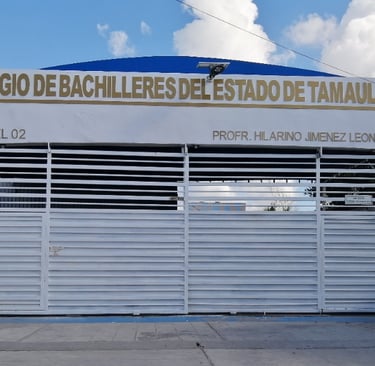 GIO DE BACHILLERES DEL ESTADO DE TAMAUL
L 02
PROFR. HILARINO JIMENEZ LEON